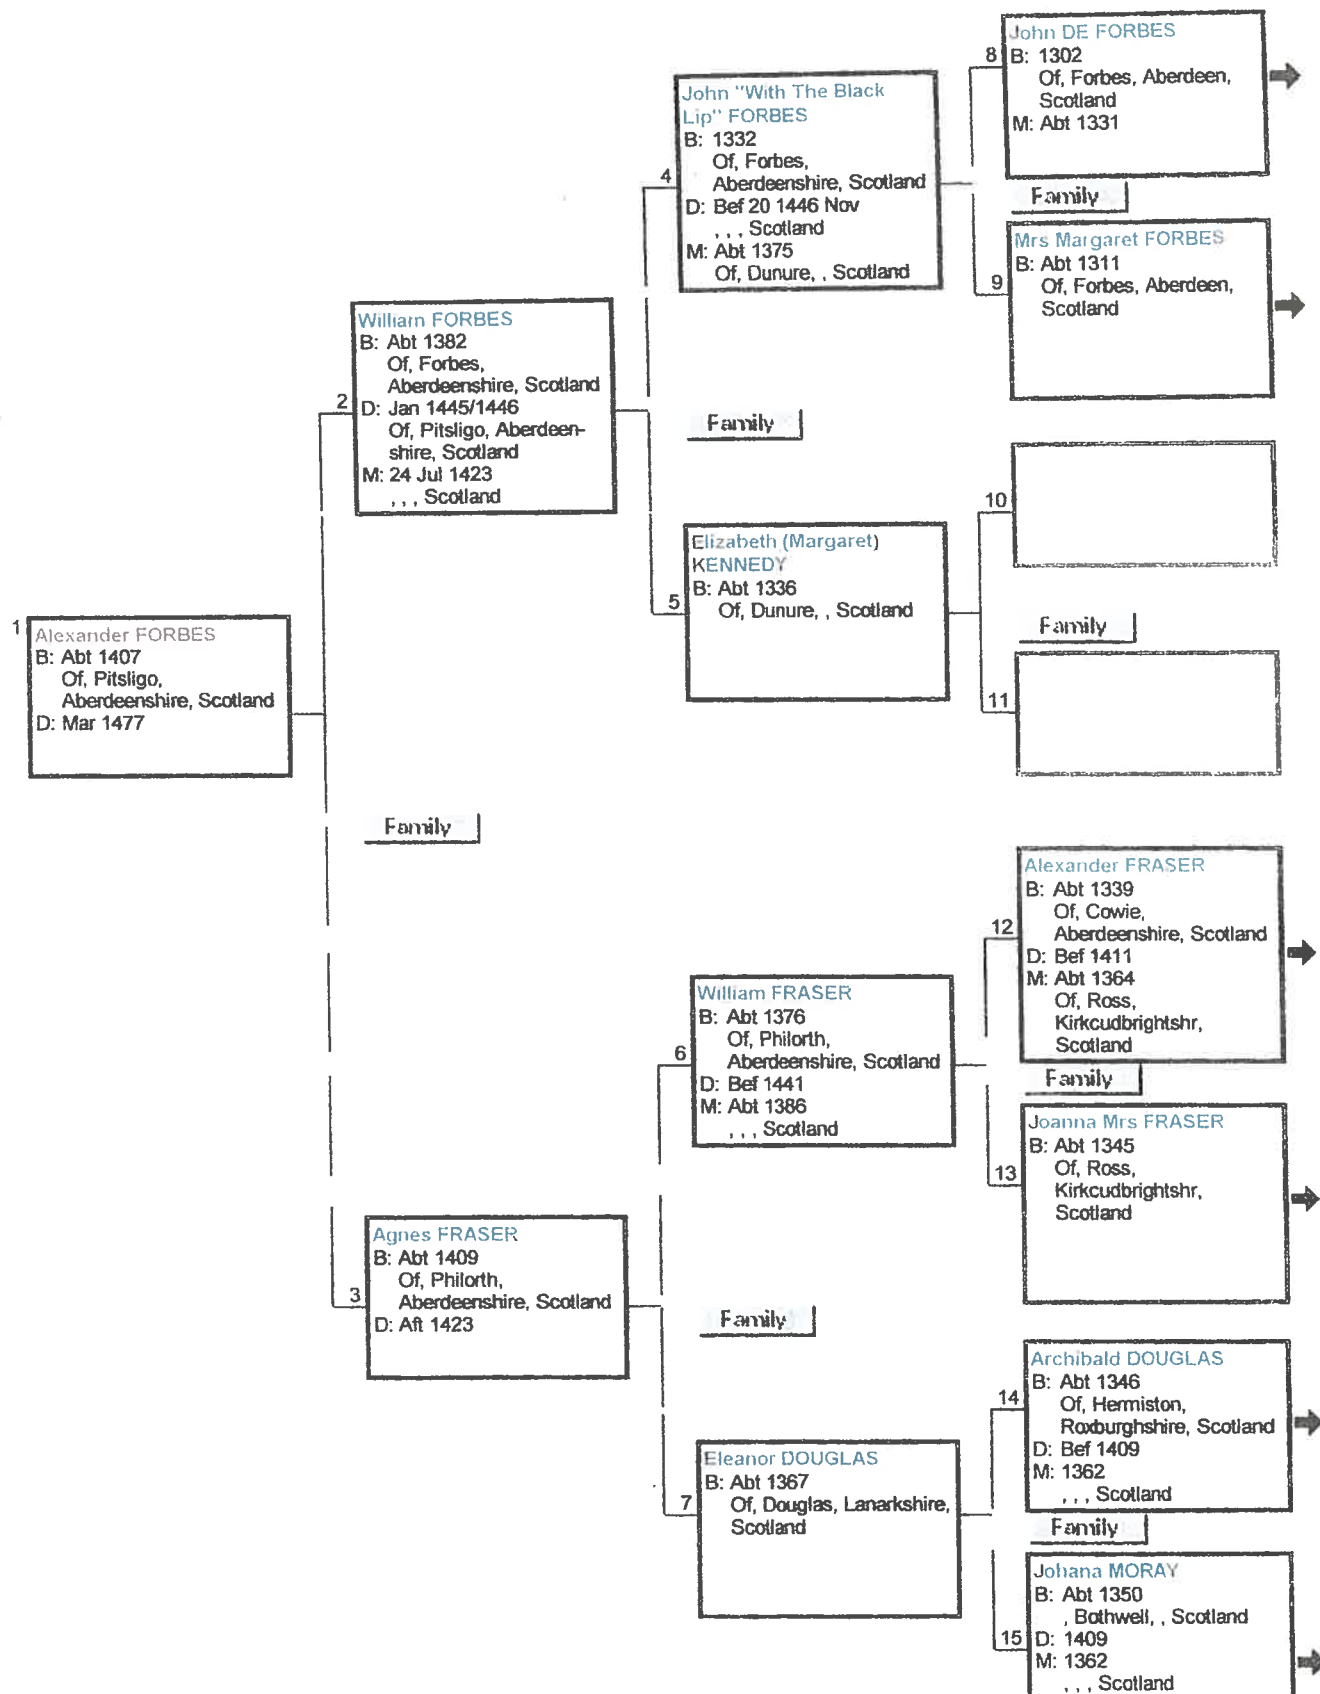 1
Alexander FORBES
B: Abt 1407
Of, Pitsligo,
Aberdeenshire, Scotland
D: Mar 1477
Family
2
William FORBES
B: Abt 1382
Of, Forbes,
Aberdeenshire, Scotland
D: Jan 1445/1446
Of, Pitsligo, Aberdeen-
shire, Scotland
M: 24 Jul 1423
, , , Scotland
3
Agnes FRASER
B: Abt 1409
Of, Philorth,
Aberdeenshire, Scotland
D: Aft 1423
4
John "With The Black
Lip" FORBES
B: 1332
Of, Forbes,
Aberdeenshire, Scotland
D: Bef 20 1446 Nov
, , , Scotland
M: Abt 1375
Of, Dunure, , Scotland
Family
5
Elizabeth (Margaret)
KENNEDY
B: Abt 1336
Of, Dunure, , Scotland
6
William FRASER
B: Abt 1376
Of, Philorth,
Aberdeenshire, Scotland
D: Bef 1441
M: Abt 1386
, , , Scotland
Family
7
Eleanor DOUGLAS
B: Abt 1367
Of, Douglas, Lanarkshire,
Scotland
8
John DE FORBES
B: 1302
Of, Forbes, Aberdeen,
Scotland
M: Abt 1331
Family
9
Mrs Margaret FORBES
B: Abt 1311
Of, Forbes, Aberdeen,
Scotland
10
Family
11
12
Alexander FRASER
B: Abt 1339
Of, Cowie,
Aberdeenshire, Scotland
D: Bef 1411
M: Abt 1364
Of, Ross,
Kirkcudbrightshr,
Scotland
Family
13
Joanna Mrs FRASER
B: Abt 1345
Of, Ross,
Kirkcudbrightshr,
Scotland
14
Archibald DOUGLAS
B: Abt 1346
Of, Hermiston,
Roxburghshire, Scotland
D: Bef 1409
M: 1362
, , , Scotland
Family
15
Johana MORAY
B: Abt 1350
, Bothwell, , Scotland
D: 1409
M: 1362
, , , Scotland